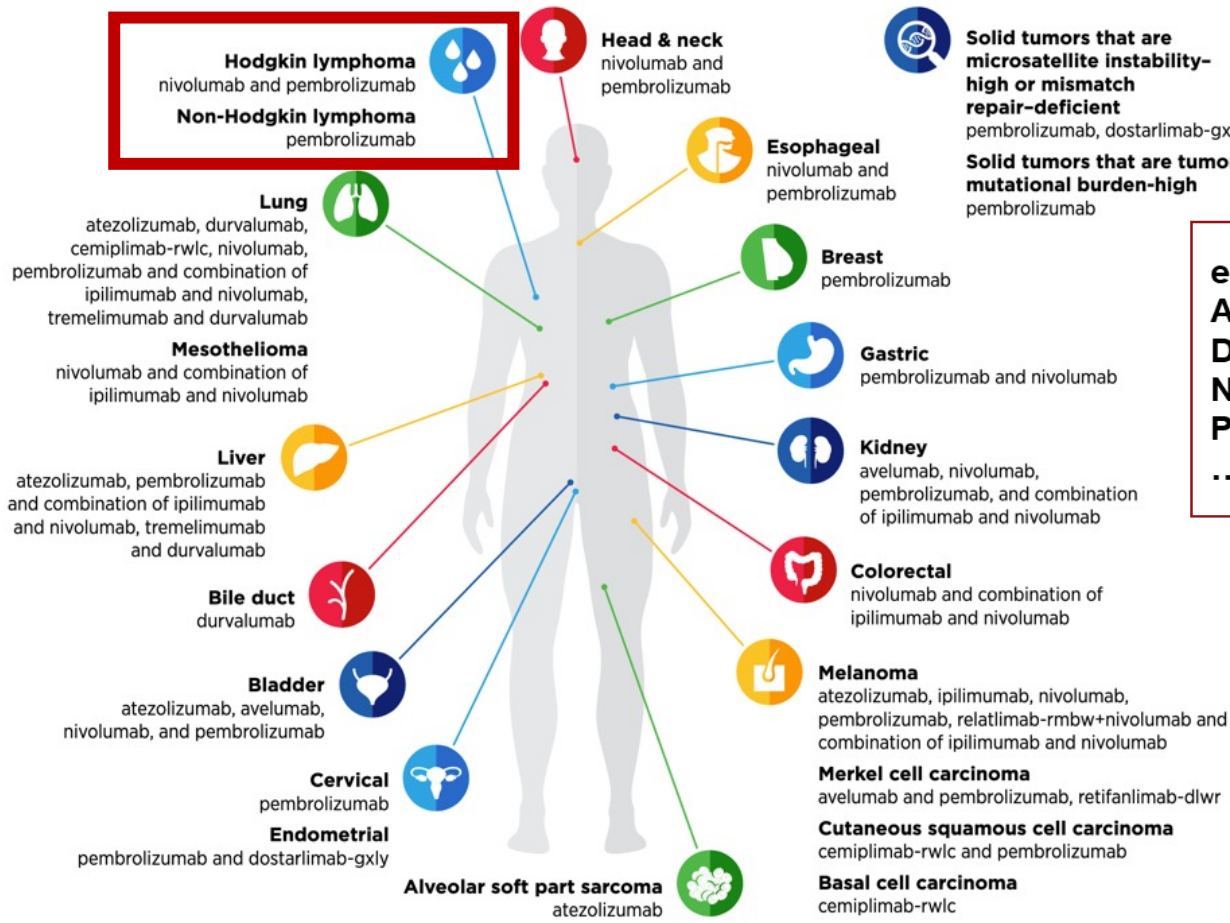 Hodgkin lymphoma
nivolumab and pembrolizumab
Non-Hodgkin lymphoma
pembrolizumab
Head & neck
nivolumab and
pembrolizumab
Solid tumors that are
microsatellite instability–
high or mismatch
repair–deficient
pembrolizumab,
Solid tumors that are
mutational burden-high
pembrolizumab
Esophageal
nivolumab and
pembrolizumab
Lung
atezolizumab, durvalumab,
cemiplimab-rwlc, nivolumab,
pembrolizumab and combination of
ipilimumab and nivolumab,
tremelimumab and durvalumab
Mesothelioma
nivolumab and combination of
ipilimumab and nivolumab
Breast
pembrolizumab
Gastric
pembrolizumab and nivolumab
Liver
atezolizumab, pembrolizumab
and combination of ipilimumab
and nivolumab, tremelimumab
and durvalumab
Kidney
avelumab, nivolumab,
pembrolizumab, and combination
of ipilimumab and nivolumab
Bile duct
durvalumab
Colorectal
nivolumab and combination of
ipilimumab and nivolumab
Bladder
atezolizumab, avelumab,
nivolumab, and pembrolizumab
Melanoma
atezolizumab, ipilimumab, nivolumab,
pembrolizumab, relatlimab-rmbw+nivolumab and
combination of ipilimumab and nivolumab
Cervical
pembrolizumab
Endometrial
pembrolizumab and dostarlimab-gxly
Merkel cell carcinoma
avelumab and pembrolizumab, retifanlimab-dlwr
Cutaneous squamous cell carcinoma
cemiplimab-rwlc and pembrolizumab
Basal cell carcinoma
cemiplimab-rwlc
Alveolar soft part sarcoma
atezolizumab